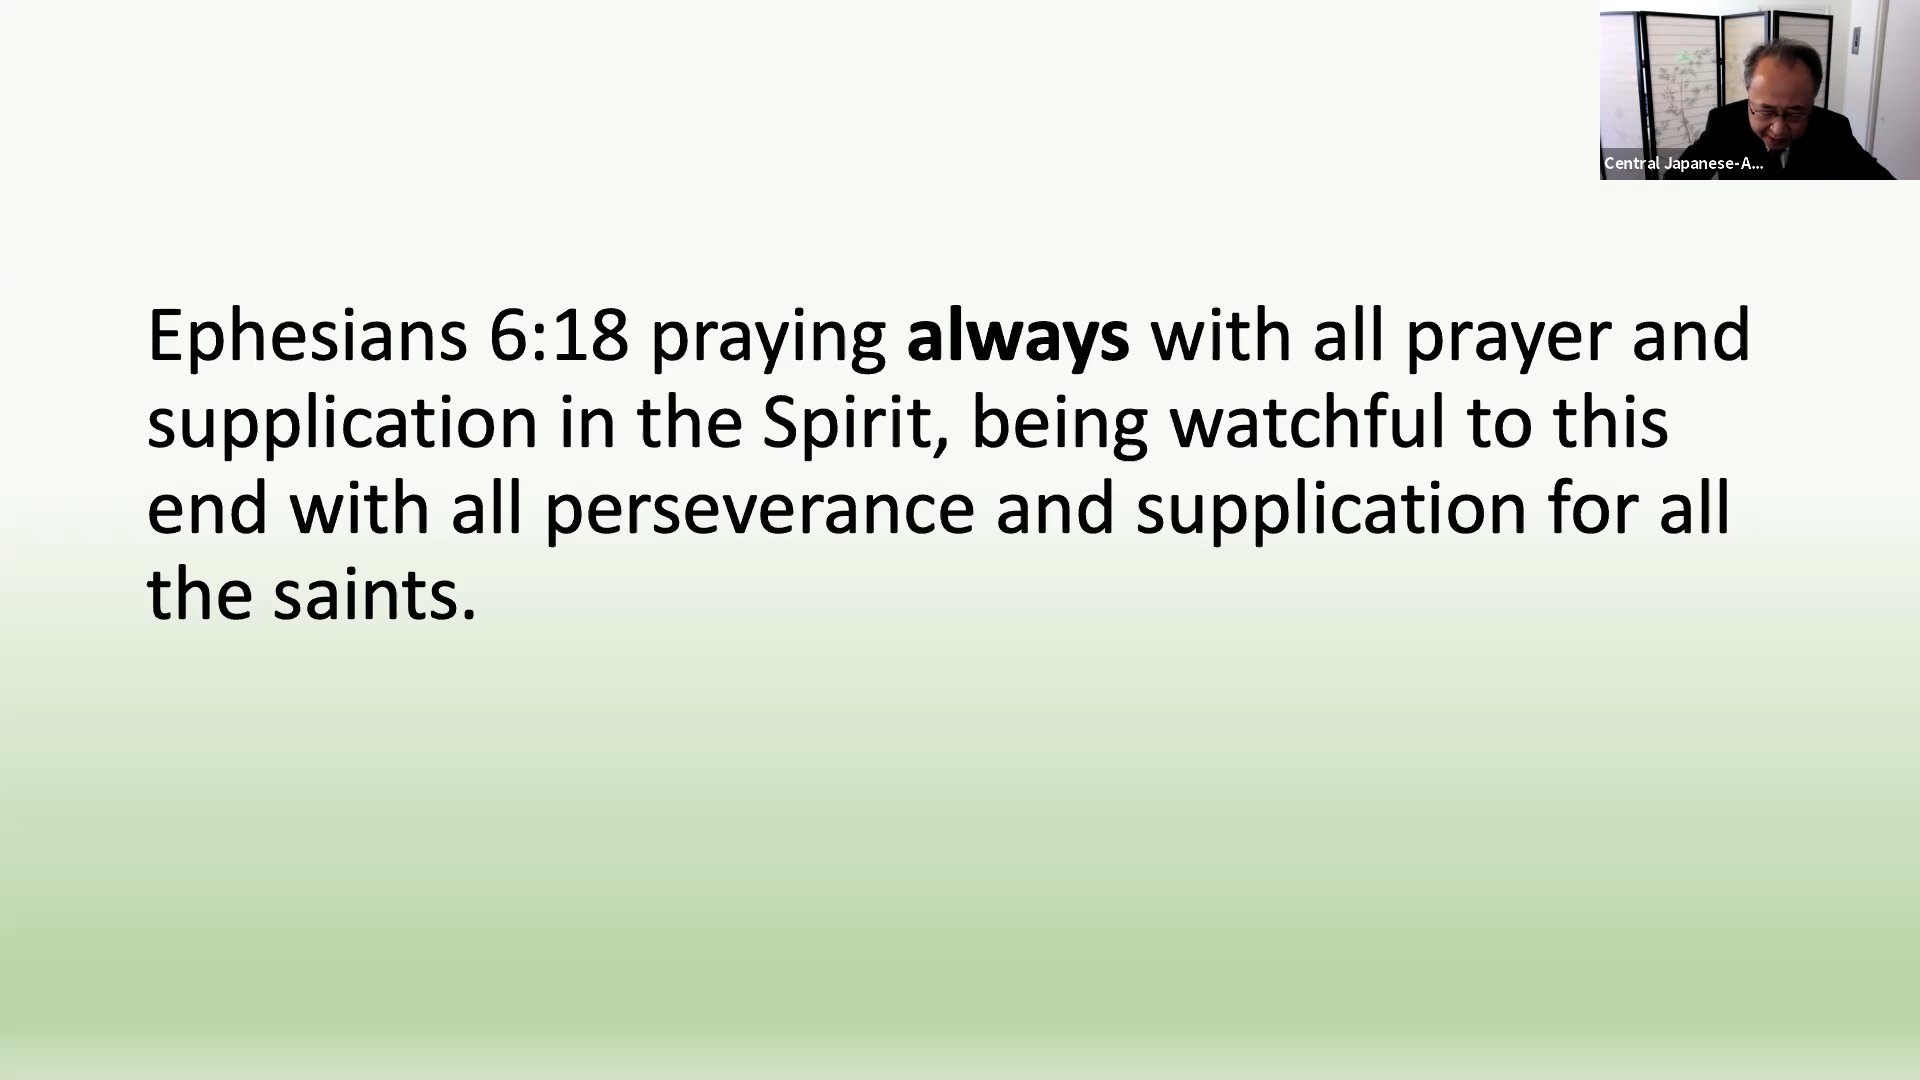 Central Japanese-A...
Ephesians 6:18 praying always with all prayer and
supplication in the Spirit, being watchful to this
end with all perseverance and supplication for all
the saints.